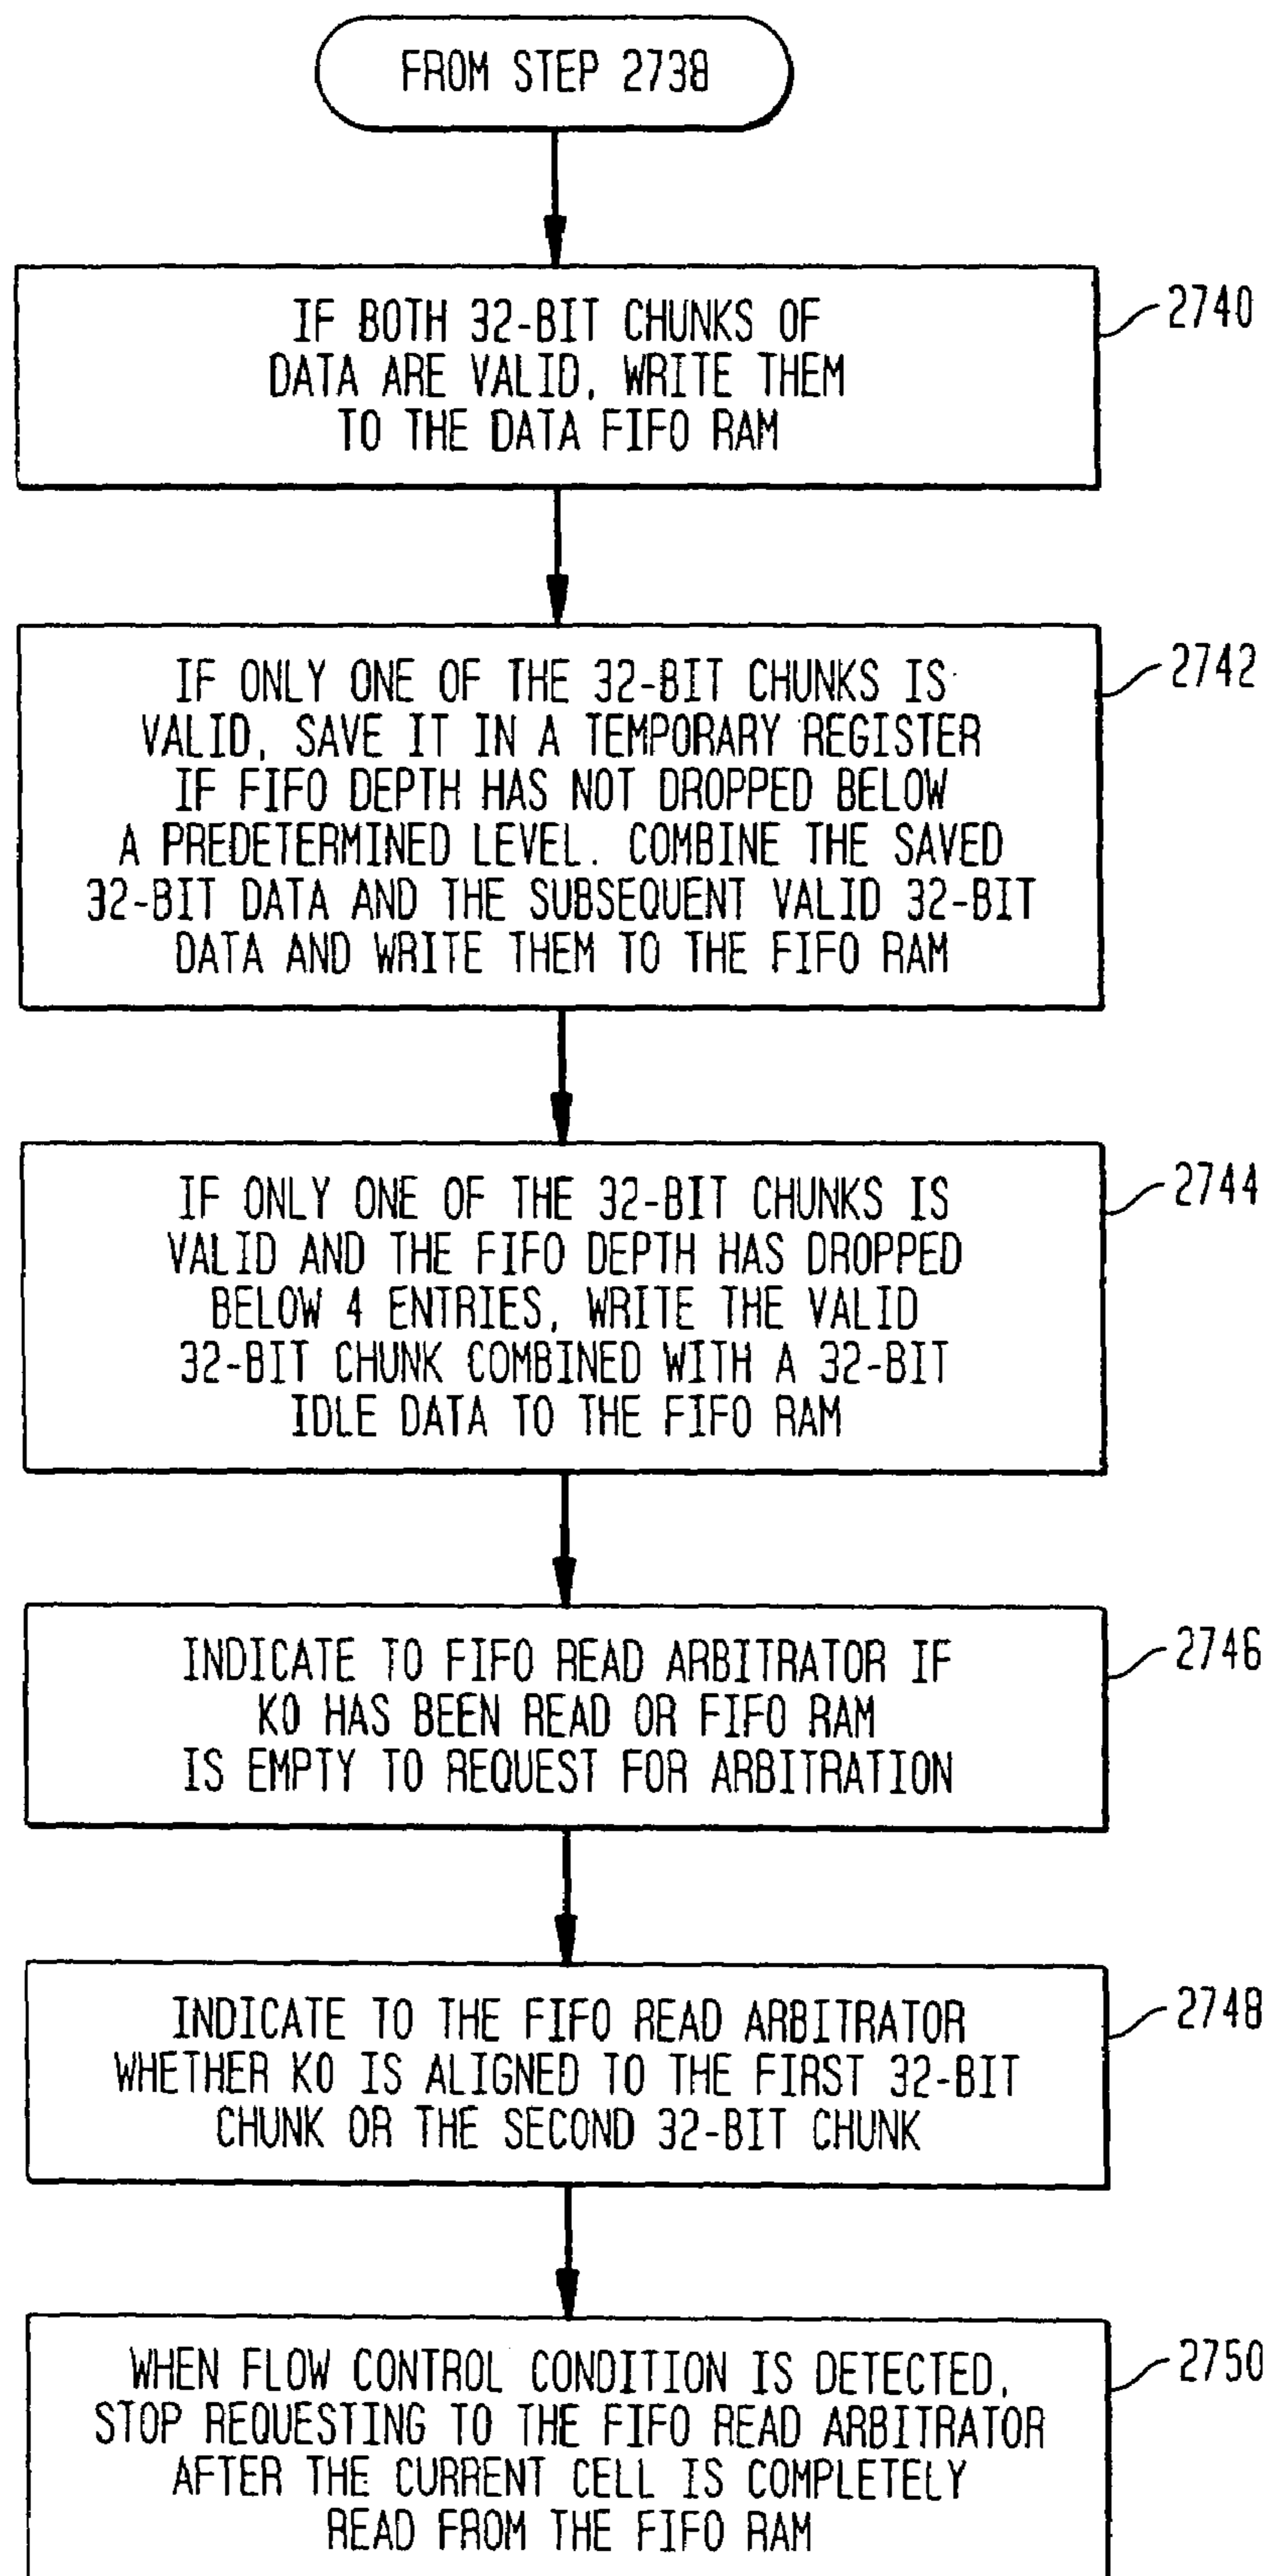 FROM STEP 2738
IF BOTH 32-BIT CHUNKS OF
DATA ARE VALID, WRITE THEM
TO THE DATA FIFO RAM
2740
IF ONLY ONE OF THE 32-BIT CHUNKS IS
VALID, SAVE IT IN A TEMPORARY REGISTER
IF FIFO DEPTH HAS NOT DROPPED BELOW
A PREDETERMINED LEVEL. COMBINE THE SAVED
32-BIT DATA AND THE SUBSEQUENT VALID 32-BIT
DATA AND WRITE THEM TO THE FIFO RAM
2742
IF ONLY ONE OF THE 32-BIT CHUNKS IS
VALID AND THE FIFO DEPTH HAS DROPPED
BELOW 4 ENTRIES, WRITE THE VALID
32-BIT CHUNK COMBINED WITH A 32-BIT
IDLE DATA TO THE FIFO RAM
2744
INDICATE TO FIFO READ ARBITRATOR IF
K0 HAS BEEN READ OR FIFO RAM
IS EMPTY TO REQUEST FOR ARBITRATION
2746
INDICATE TO THE FIFO READ ARBITRATOR
WHETHER K0 IS ALIGNED TO THE FIRST 32-BIT
CHUNK OR THE SECOND 32-BIT CHUNK
2748
WHEN FLOW CONTROL CONDITION IS DETECTED,
STOP REQUESTING TO THE FIFO READ ARBITRATOR
AFTER THE CURRENT CELL IS COMPLETELY
READ FROM THE FIFO RAM
2750